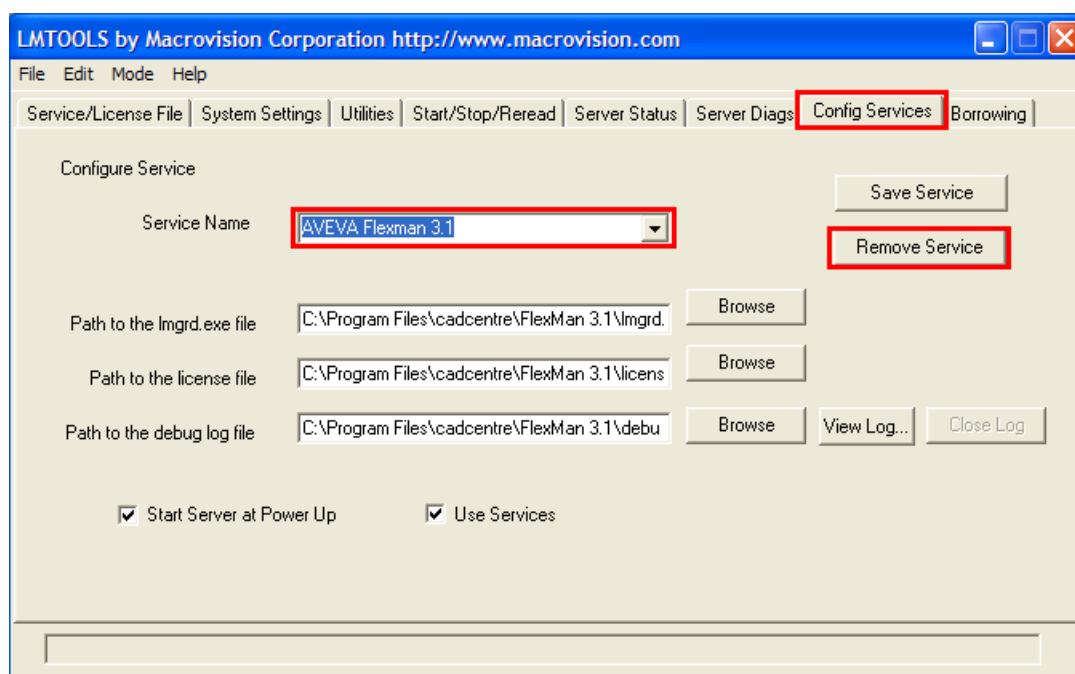 LMTOOLS by Macrovision Corporation http://www.macrovision.com
File Edit Mode Help
Service/License File System Settings Utilities Start/Stop/Reread Server Status Server Diags Config Services Borrowing
Configure Service
Save Service
Service Name AVEVA Flexman 3.1
Remove Service
Path to the lmgrd.exe file C:\Program Files\cadcentre\FlexMan 3.1\lmgrd. Browse
Path to the license file C:\Program Files\cadcentre\FlexMan 3.1\licens Browse
Path to the debug log file C:\Program Files\cadcentre\FlexMan 3.1\debu Browse View Log... Close Log
Start Server at Power Up Use Services